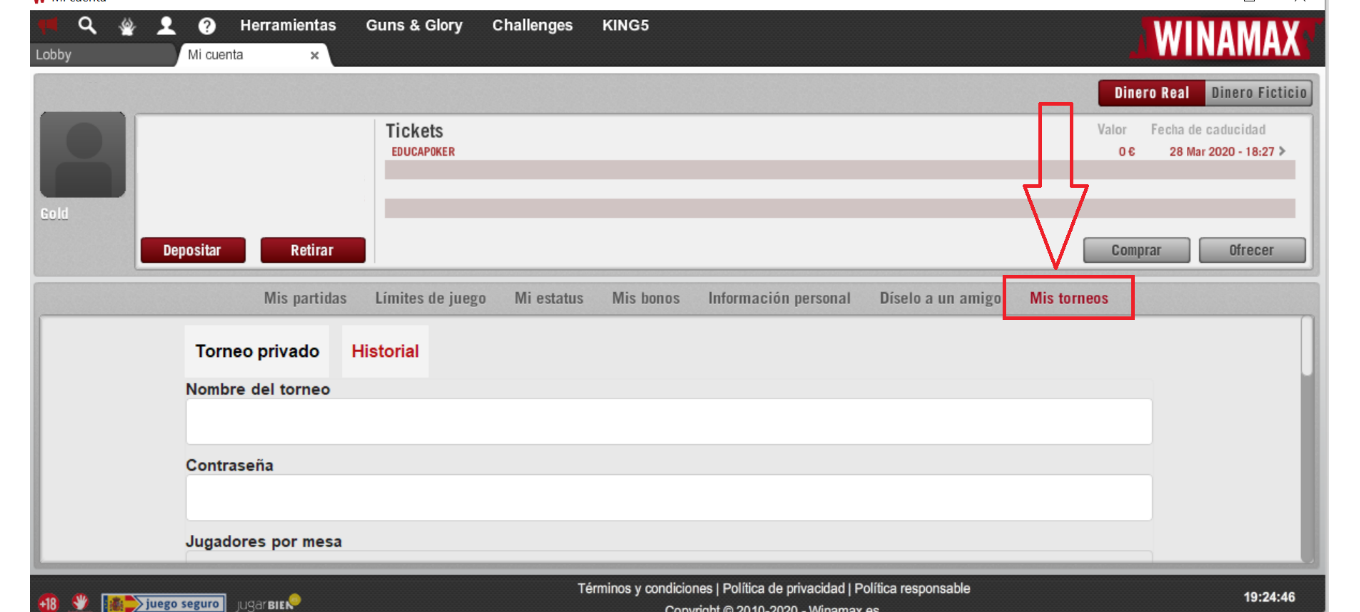 Mi cuenta
Herramientas Guns & Glory Challenges KING5
WINAMAX
Lobby
Mi cuenta ×
Dinero Real Dinero Ficticio
Tickets Valor Fecha de caducidad
EDUCAPOKER 0 € 28 Mar 2020 - 18:27 >
Gold
Depositar Retirar
Comprar Ofrecer
Mis partidas Límites de juego Mi estatus Mis bonos Información personal Díselo a un amigo Mis torneos
Torneo privado Historial
Nombre del torneo
Contraseña
Jugadores por mesa
Términos y condiciones | Política de privacidad | Política responsable
+18 juego seguro jugarBIEN 19:24:46
Copyright © 2010-2020 - Winamax.es